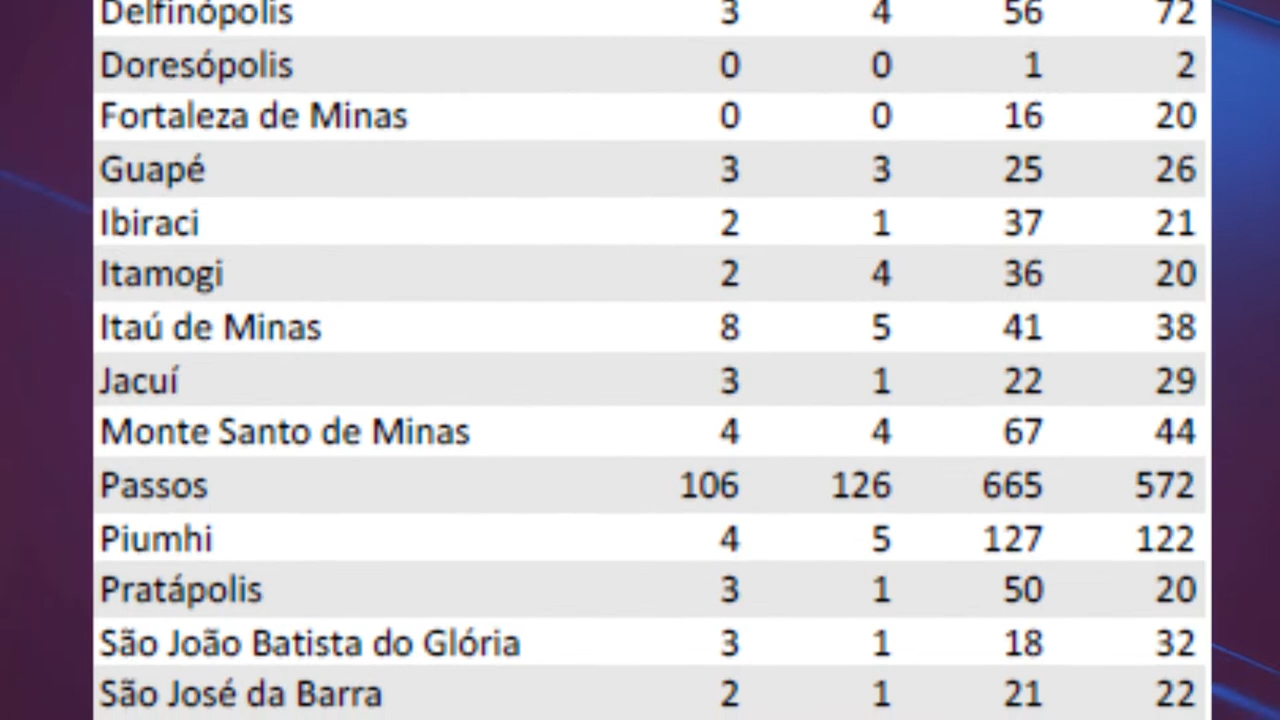 Delfinópolis 3 4 56 72
Doresópolis 0 0 1 2
Fortaleza de Minas 0 0 16 20
Guapé 3 3 25 26
Ibiraci 2 1 37 21
Itamogi 2 4 36 20
Itaú de Minas 8 5 41 38
Jacuí 3 1 22 29
Monte Santo de Minas 4 4 67 44
Passos 106 126 665 572
Piumhi 4 5 127 122
Pratápolis 3 1 50 20
São João Batista do Glória 3 1 18 32
São José da Barra 2 1 21 22